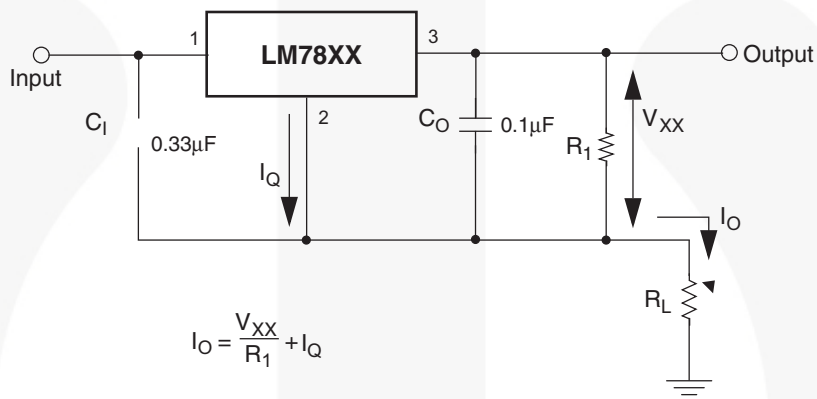 1
LM78XX
3
Input
Output
2
C_I
0.33μF
I_Q
C_O
0.1μF
R_1
V_XX
I_O
R_L
I_O = V_XX / R_1 + I_Q